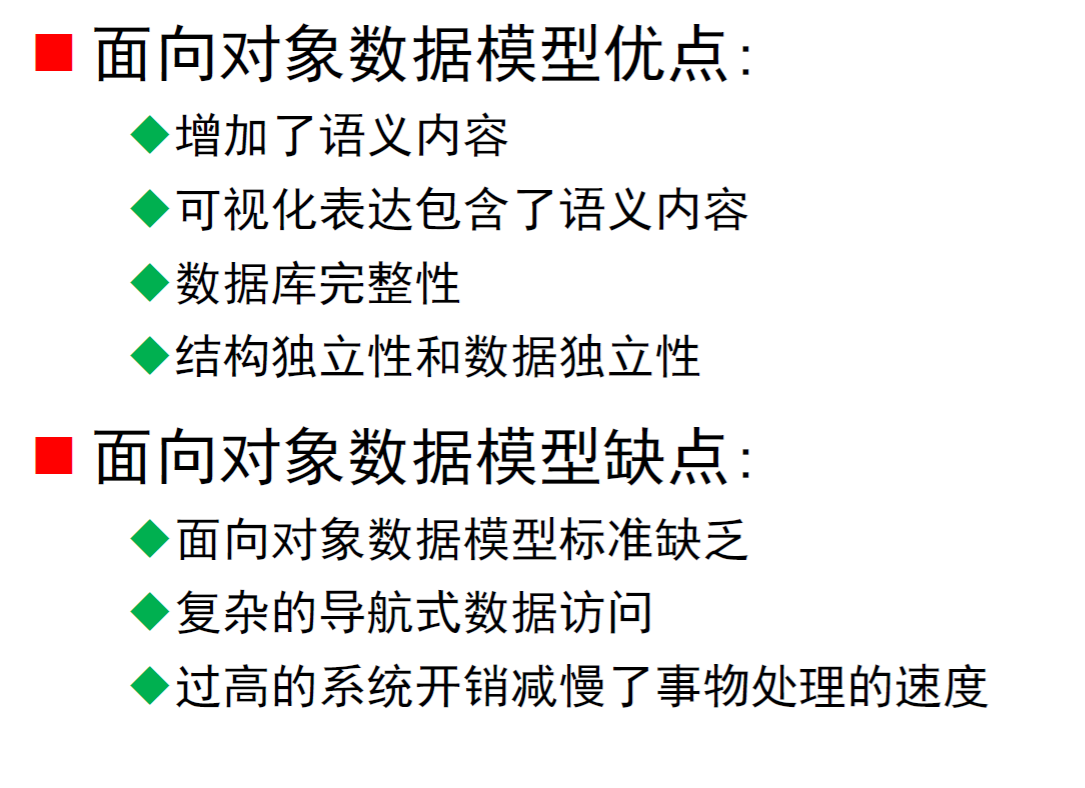 面向对象数据模型优点：
增加了语义内容
可视化表达包含了语义内容
数据库完整性
结构独立性和数据独立性
面向对象数据模型缺点：
面向对象数据模型标准缺乏
复杂的导航式数据访问
过高的系统开销减慢了事物处理的速度